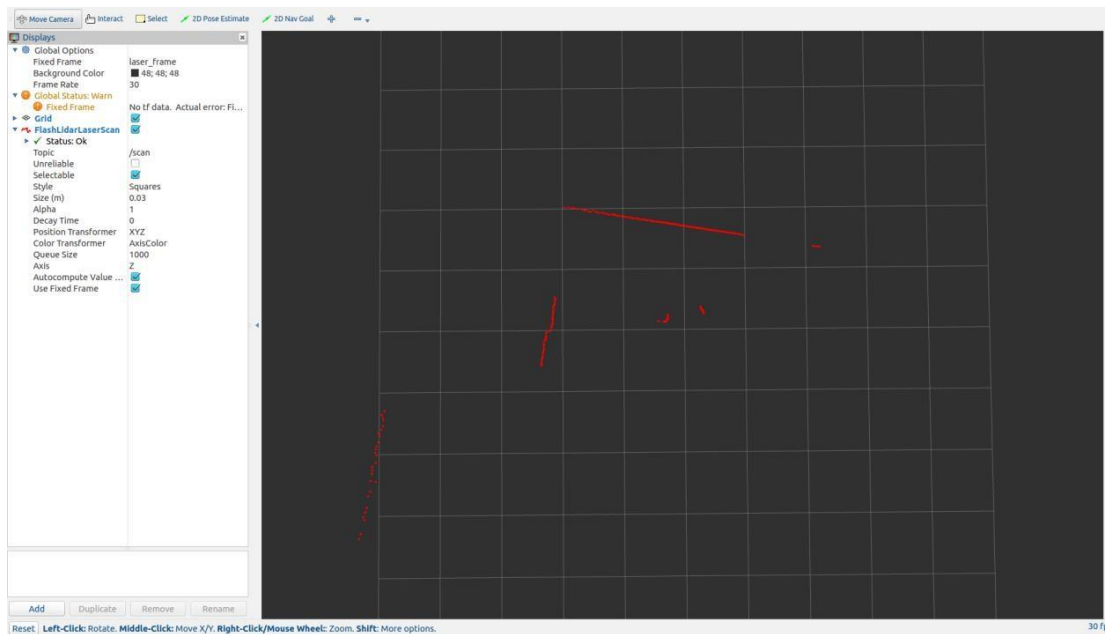 Move Camera Interact Select 2D Pose Estimate 2D Nav Goal
Displays
Global Options
Fixed Frame laser_frame
Background Color 48; 48; 48
Frame Rate 30
Global Status: Warn
Fixed Frame No tf data. Actual error: Fi...
Grid
FlashLidarLaserScan
Status: Ok
Topic /scan
Unreliable
Selectable
Style Squares
Size (m) 0.03
Alpha 1
Decay Time 0
Position Transformer XYZ
Color Transformer AxisColor
Queue Size 1000
Axis Z
Autocompute Value ...
Use Fixed Frame
Add Duplicate Remove Rename
Reset Left-Click: Rotate. Middle-Click: Move X/Y. Right-Click/Mouse Wheel:: Zoom. Shift: More options. 30 f